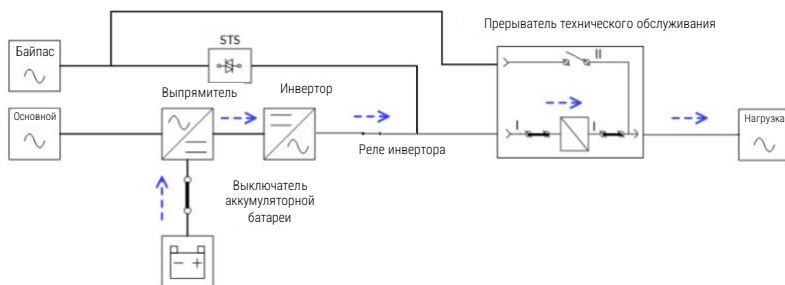 Прерыватель технического обслуживания
STS
Байпас
II
Выпрямитель
Инвертор
Основной
I
I
Нагрузка
Реле инвертора
Выключатель
аккумуляторной
батареи